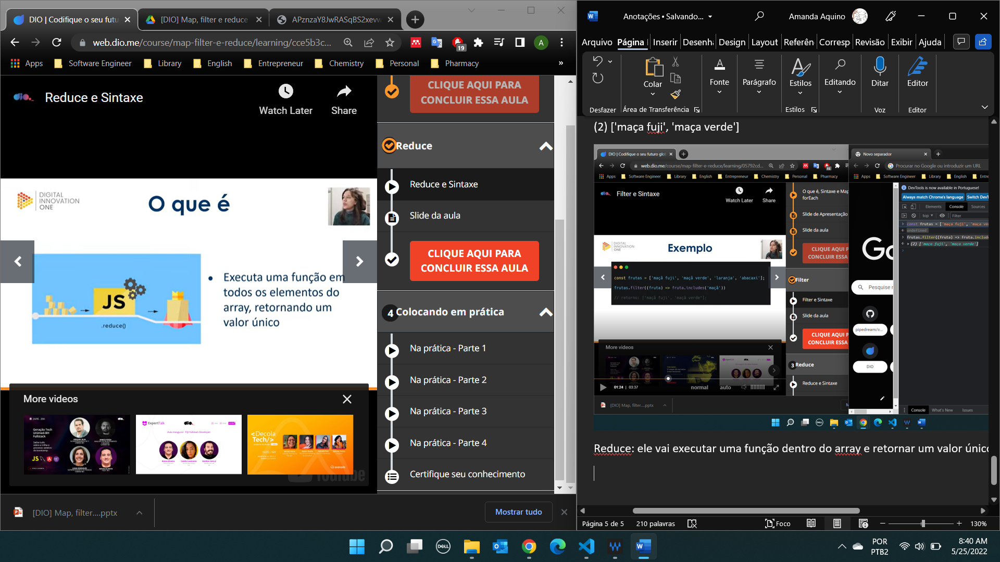 DIO | Codifique o seu futu
[DIO] Map, filter e reduce
APznzaY8JwRASqBS2xevw
web.dio.me/course/map-filter-e-reduce/learning/cce5b3c...
19
A
Apps
Software Engineer
Library
English
Entrepreneur
Chemistry
Personal
Pharmacy
»
dio.
Reduce e Sintaxe
Watch Later
Share
DIGITAL
INNOVATION
ONE
O que é
JS
.reduce()
• Executa uma função em
todos os elementos do
array, retornando um
valor único
More videos
Geração Tech
Unimed-BH
Fullstack
ExpertTalk
dio.
Aula inaugural - TQI Fullstack Developer
<Decola
Tech/>
YouTube
CLIQUE AQUI PARA
CONCLUIR ESSA AULA
Reduce
Reduce e Sintaxe
Slide da aula
CLIQUE AQUI PARA
CONCLUIR ESSA AULA
4 Colocando em prática
Na prática - Parte 1
Na prática - Parte 2
Na prática - Parte 3
Na prática - Parte 4
Certifique seu conhecimento
[DIO] Map, filter....pptx
Mostrar tudo
Anotações • Salvando...
Amanda Aquino
Arquivo
Página
Inserir
Desenh
Design
Layout
Referên
Corresp
Revisão
Exibir
Ajuda
Colar
Fonte
Parágrafo
Estilos
Editando
Ditar
Editor
Desfazer
Área de Transferência
Estilos
Voz
Editor
(2) ['maça fuji', 'maça verde']
DIO | Codifique o seu futuro glo
Novo separador
web.dio.me/course/map-filter-e-reduce/learning/05792cd...
15
Procurar no Google ou introduzir um URL
Apps
Software Engineer
Library
English
Entrepreneur
Chemistry
Personal
Pharmacy
Apps
Software Engineer
Library
English
Entre
Filter e Sintaxe
Watch Later
Share
O que é, Sintaxe e Map
forEach
Slide de Apresentação
Slide da aula
CLIQUE AQUI P
CONCLUIR ESSA
DIGITAL
INNOVATION
ONE
Exemplo
const frutas = ['maçã fuji', 'maçã verde', 'laranja', 'abacaxi'];
frutas.filter((fruta) => fruta.includes('maçã'))
// retorno: ['maçã fuji', 'maçã verde'];
Filter
Filter e Sintaxe
Slide da aula
CLIQUE AQUI P
CONCLUIR ESSA
3 Reduce
Reduce e Sintaxe
More videos
01:24 | 03:37
normal
auto
[DIO] Map, filter....pptx
Go
Pesquise
pipedream/c...
DIO
DevTools is now available in Portuguese!
Always match Chrome's language
Switch DevT
Elements
Console
Sources
top
Filter
const frutas = ['maça fuji', 'maça ve
undefined
frutas.filter((fruta) => fruta.include
(2) ['maça fuji', 'maça verde']
Console
What's New
Issues
Reduce: ele vai executar uma função dentro do array e retornar um valor único
Página 5 de 5
210 palavras
Foco
130%
DELL
POR
PTB2
8:40 AM
5/25/2022